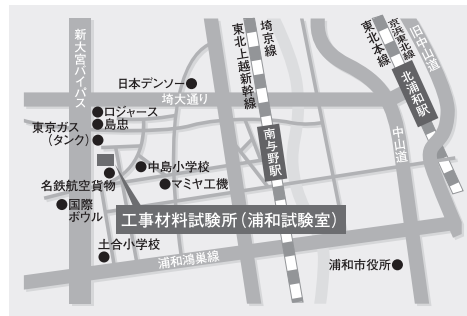 新大宮バイパス
日本デンソー
埼大通り
ロジャース
島忠
東京ガス
(タンク)
中島小学校
マミヤ工機
名鉄航空貨物
国際
ボウル
工事材料試験所(浦和試験室)
土合小学校
浦和鴻巣線
浦和市役所
東北上越新幹線
埼京線
南与野駅
東北本線
京浜東北線
北浦和駅
旧中山道
中山道